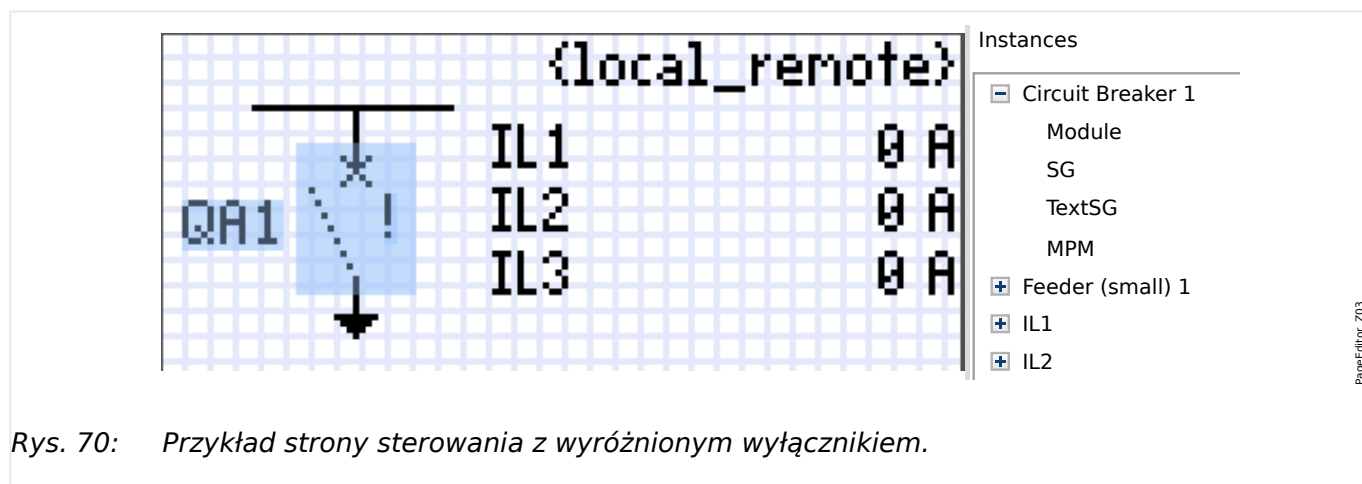 {local_remote}
IL1 0 A
QA1 !
IL2 0 A
IL3 0 A
Instances
Circuit Breaker 1
Module
SG
TextSG
MPM
Feeder (small) 1
IL1
IL2
PageEditor_Z03
Rys. 70: Przykład strony sterowania z wyróżnionym wyłącznikiem.